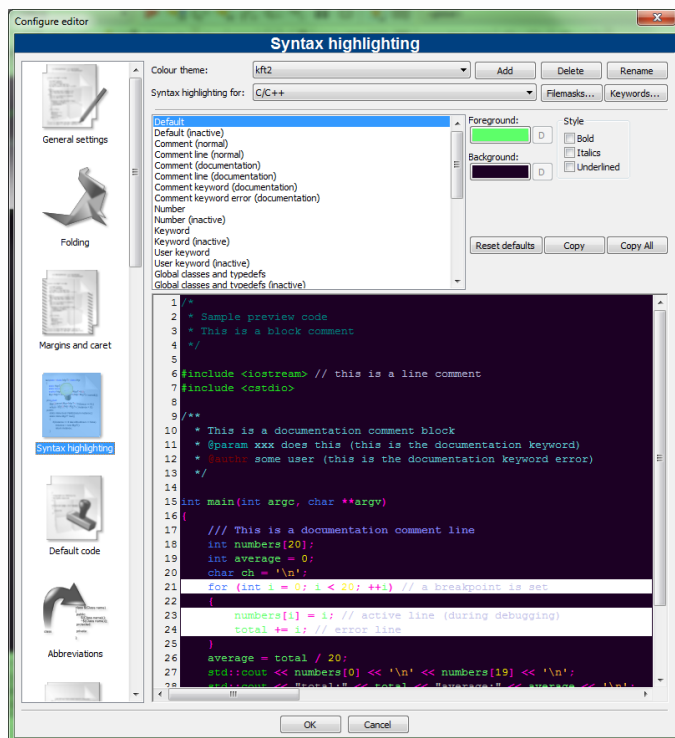 Configure editor
Syntax highlighting
General settings
Folding
Margins and caret
Syntax highlighting
Default code
Abbreviations
Colour theme:
kft2
Add
Delete
Rename
Syntax highlighting for:
C/C++
Filemasks...
Keywords...
Default
Default (inactive)
Comment (normal)
Comment line (normal)
Comment (documentation)
Comment line (documentation)
Comment keyword (documentation)
Comment keyword error (documentation)
Number
Number (inactive)
Keyword
Keyword (inactive)
User keyword
User keyword (inactive)
Global classes and typedefs
Global classes and typedefs (inactive)
Foreground:
D
Background:
D
Style
Bold
Italics
Underlined
Reset defaults
Copy
Copy All
1 /*
2  * Sample preview code
3  * This is a block comment
4  */
5
6 #include <iostream> // this is a line comment
7 #include <cstdio>
8
9 /**
10  * This is a documentation comment block
11  * @param xxx does this (this is the documentation keyword)
12  * @authr some user (this is the documentation keyword error)
13  */
14
15 int main(int argc, char **argv)
16 {
17     /// This is a documentation comment line
18     int numbers[20];
19     int average = 0;
20     char ch = '\n';
21     for (int i = 0; i < 20; ++i) // a breakpoint is set
22     {
23         numbers[i] = i; // active line (during debugging)
24         total += i; // error line
25     }
26     average = total / 20;
27     std::cout << numbers[0] << '\n' << numbers[19] << '\n';
28     std::cout << "total:" << total << "average:" << average << '\n';
OK
Cancel